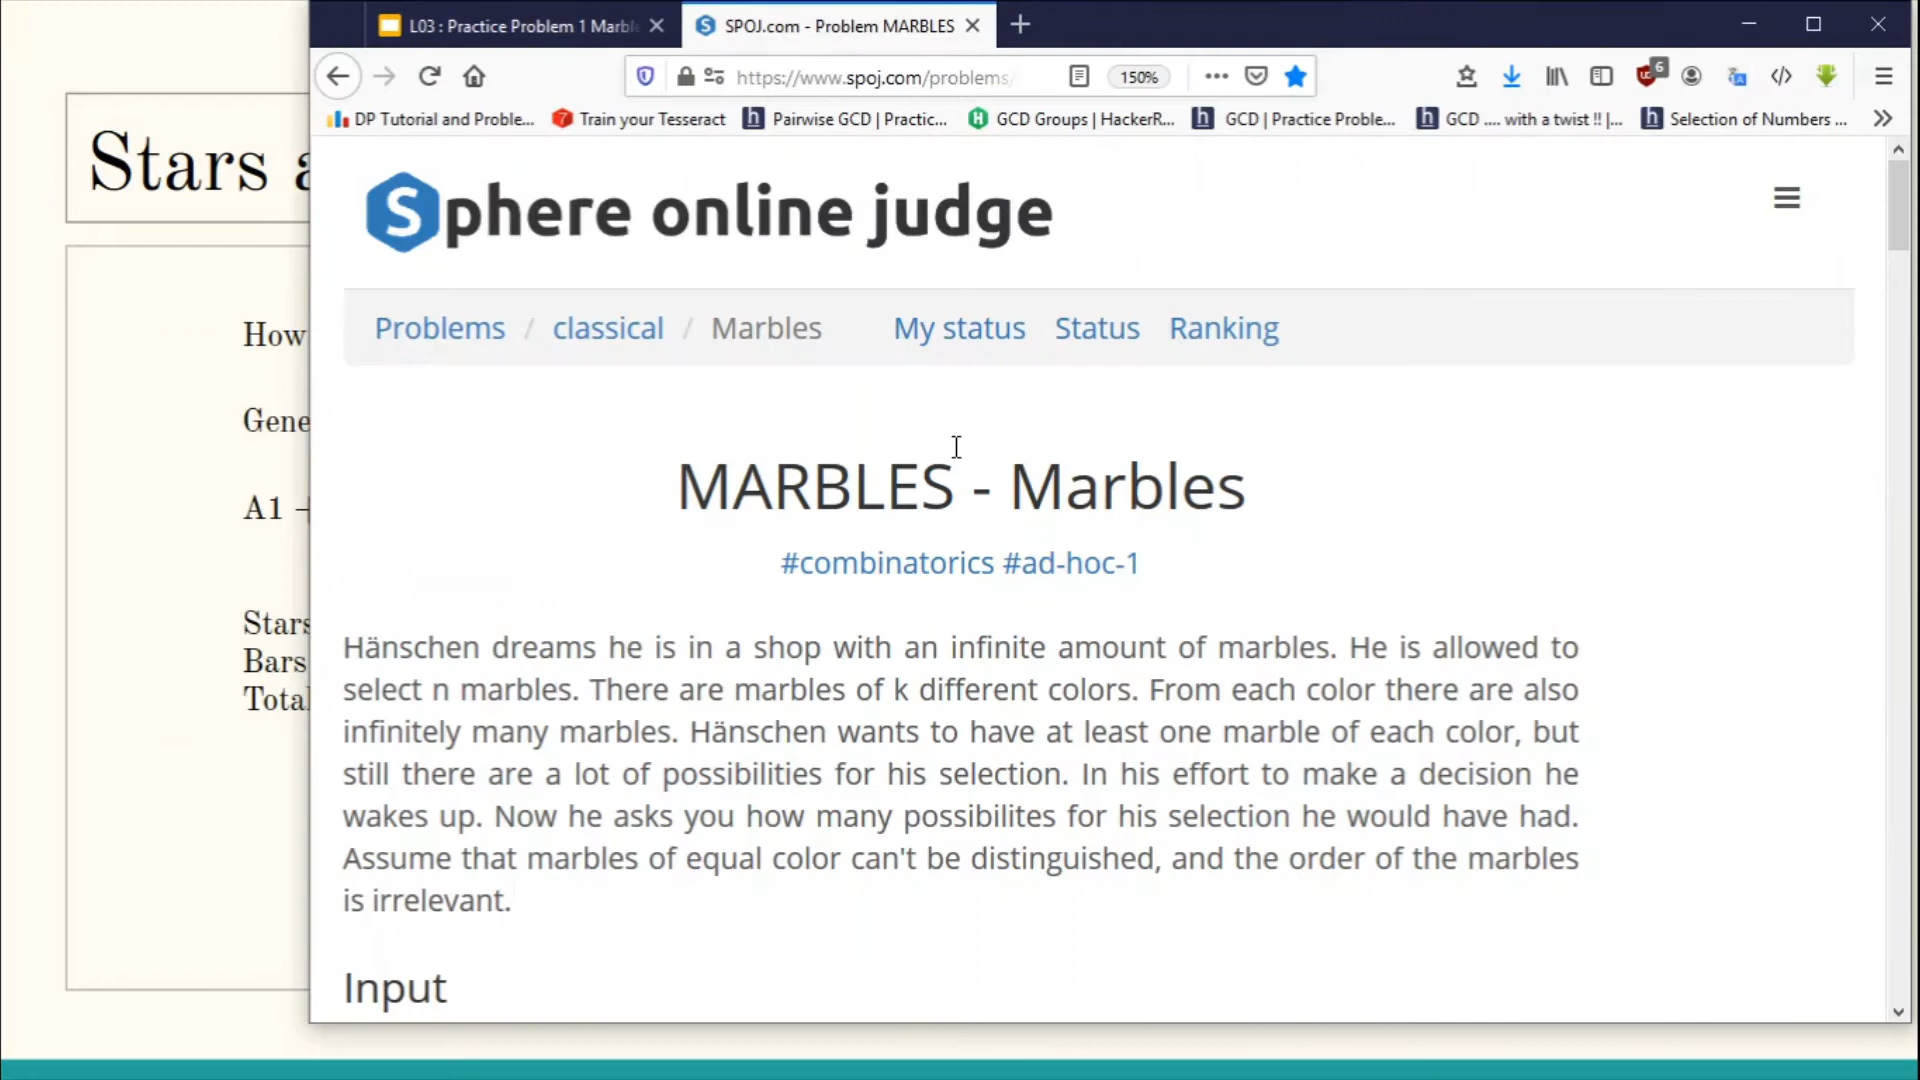 L03 : Practice Problem 1 Marbl
SPOJ.com - Problem MARBLES
https://www.spoj.com/problems/
150%
6
DP Tutorial and Proble...
Train your Tesseract
Pairwise GCD | Practic...
GCD Groups | HackerR...
GCD | Practice Proble...
GCD .... with a twist !! |...
Selection of Numbers ...
Stars a
Sphere online judge
Problems / classical / Marbles My status Status Ranking
How
Gene
MARBLES - Marbles
A1
#combinatorics #ad-hoc-1
Stars
Bars
Total
Hänschen dreams he is in a shop with an infinite amount of marbles. He is allowed to
select n marbles. There are marbles of k different colors. From each color there are also
infinitely many marbles. Hänschen wants to have at least one marble of each color, but
still there are a lot of possibilities for his selection. In his effort to make a decision he
wakes up. Now he asks you how many possibilites for his selection he would have had.
Assume that marbles of equal color can't be distinguished, and the order of the marbles
is irrelevant.
Input